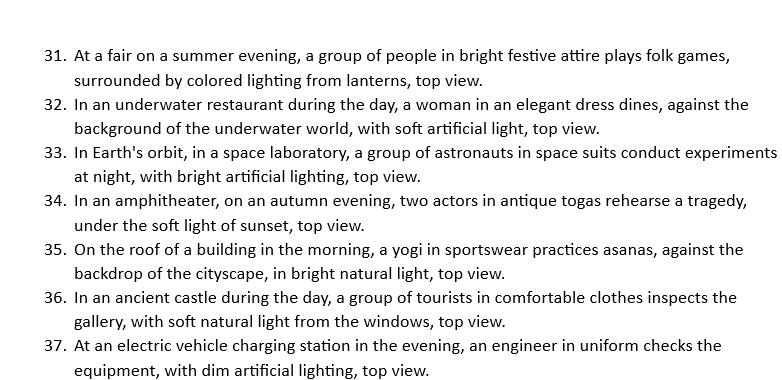 31. At a fair on a summer evening, a group of people in bright festive attire plays folk games,
surrounded by colored lighting from lanterns, top view.
32. In an underwater restaurant during the day, a woman in an elegant dress dines, against the
background of the underwater world, with soft artificial light, top view.
33. In Earth's orbit, in a space laboratory, a group of astronauts in space suits conduct experiments
at night, with bright artificial lighting, top view.
34. In an amphitheater, on an autumn evening, two actors in antique togas rehearse a tragedy,
under the soft light of sunset, top view.
35. On the roof of a building in the morning, a yogi in sportswear practices asanas, against the
backdrop of the cityscape, in bright natural light, top view.
36. In an ancient castle during the day, a group of tourists in comfortable clothes inspects the
gallery, with soft natural light from the windows, top view.
37. At an electric vehicle charging station in the evening, an engineer in uniform checks the
equipment, with dim artificial lighting, top view.